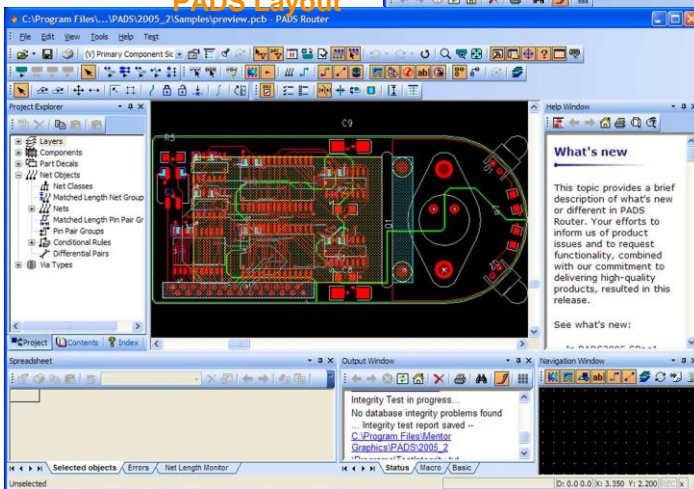 PADS Layout
C:\Program Files\...\PADS\2005_2\Samples\preview.pcb - PADS Router
File Edit View Tools Help Test
(V) Primary Component Sic
Project Explorer
Layers
Components
Part Decals
Net Objects
Net Classes
Matched Length Net Group
Nets
Matched Length Pin Pair Gr
Pin Pair Groups
Conditional Rules
Differential Pairs
Via Types
Project Contents Index
C9
Q1
Help Window
What's new
This topic provides a brief
description of what's new
or different in PADS
Router. Your efforts to
inform us of product
issues and to request
functionality, combined
with our commitment to
delivering high-quality
products, resulted in this
release.
See what's new:
Spreadsheet
Selected objects Errors Net Length Monitor
Output Window
Integrity Test in progress...
No database integrity problems found
... Integrity test report saved --
C:\Program Files\Mentor
Graphics\PADS\2005_2
Status Macro Basic
Navigation Window
Unselected
D: 0.0 0.0 X: 3.350 Y: 2.200 REC